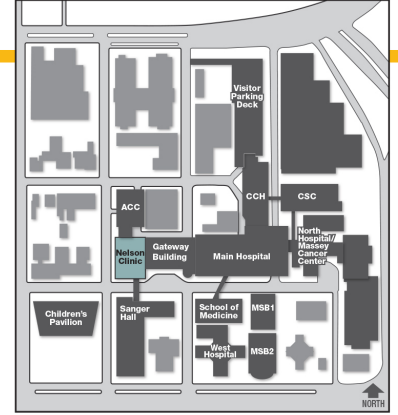 Visitor
Parking
Deck
ACC
CCH
CSC
Nelson
Clinic
Gateway
Building
Main Hospital
North
Hospital/
Massey
Cancer
Center
Children's
Pavilion
Sanger
Hall
School of
Medicine
MSB1
West
Hospital
MSB2
NORTH